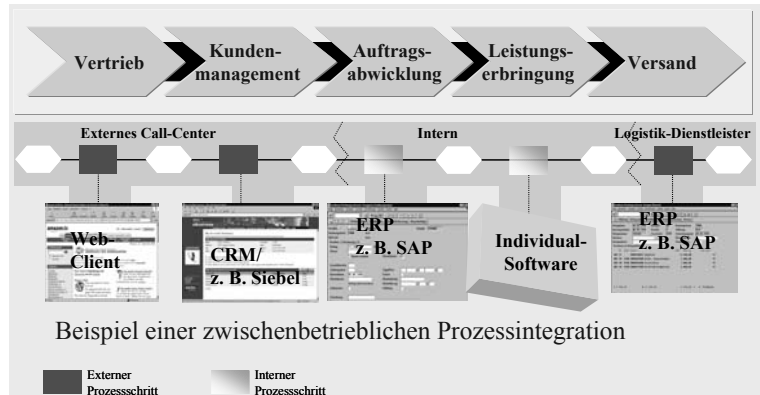 Vertrieb
Kunden-
management
Auftrags-
abwicklung
Leistungs-
erbringung
Versand
Externes Call-Center
Intern
Logistik-Dienstleister
Web-
Client
CRM/
z. B. Siebel
ERP
z. B. SAP
Individual-
Software
ERP
z. B. SAP
Beispiel einer zwischenbetrieblichen Prozessintegration
Externer
Prozessschritt
Interner
Prozessschritt